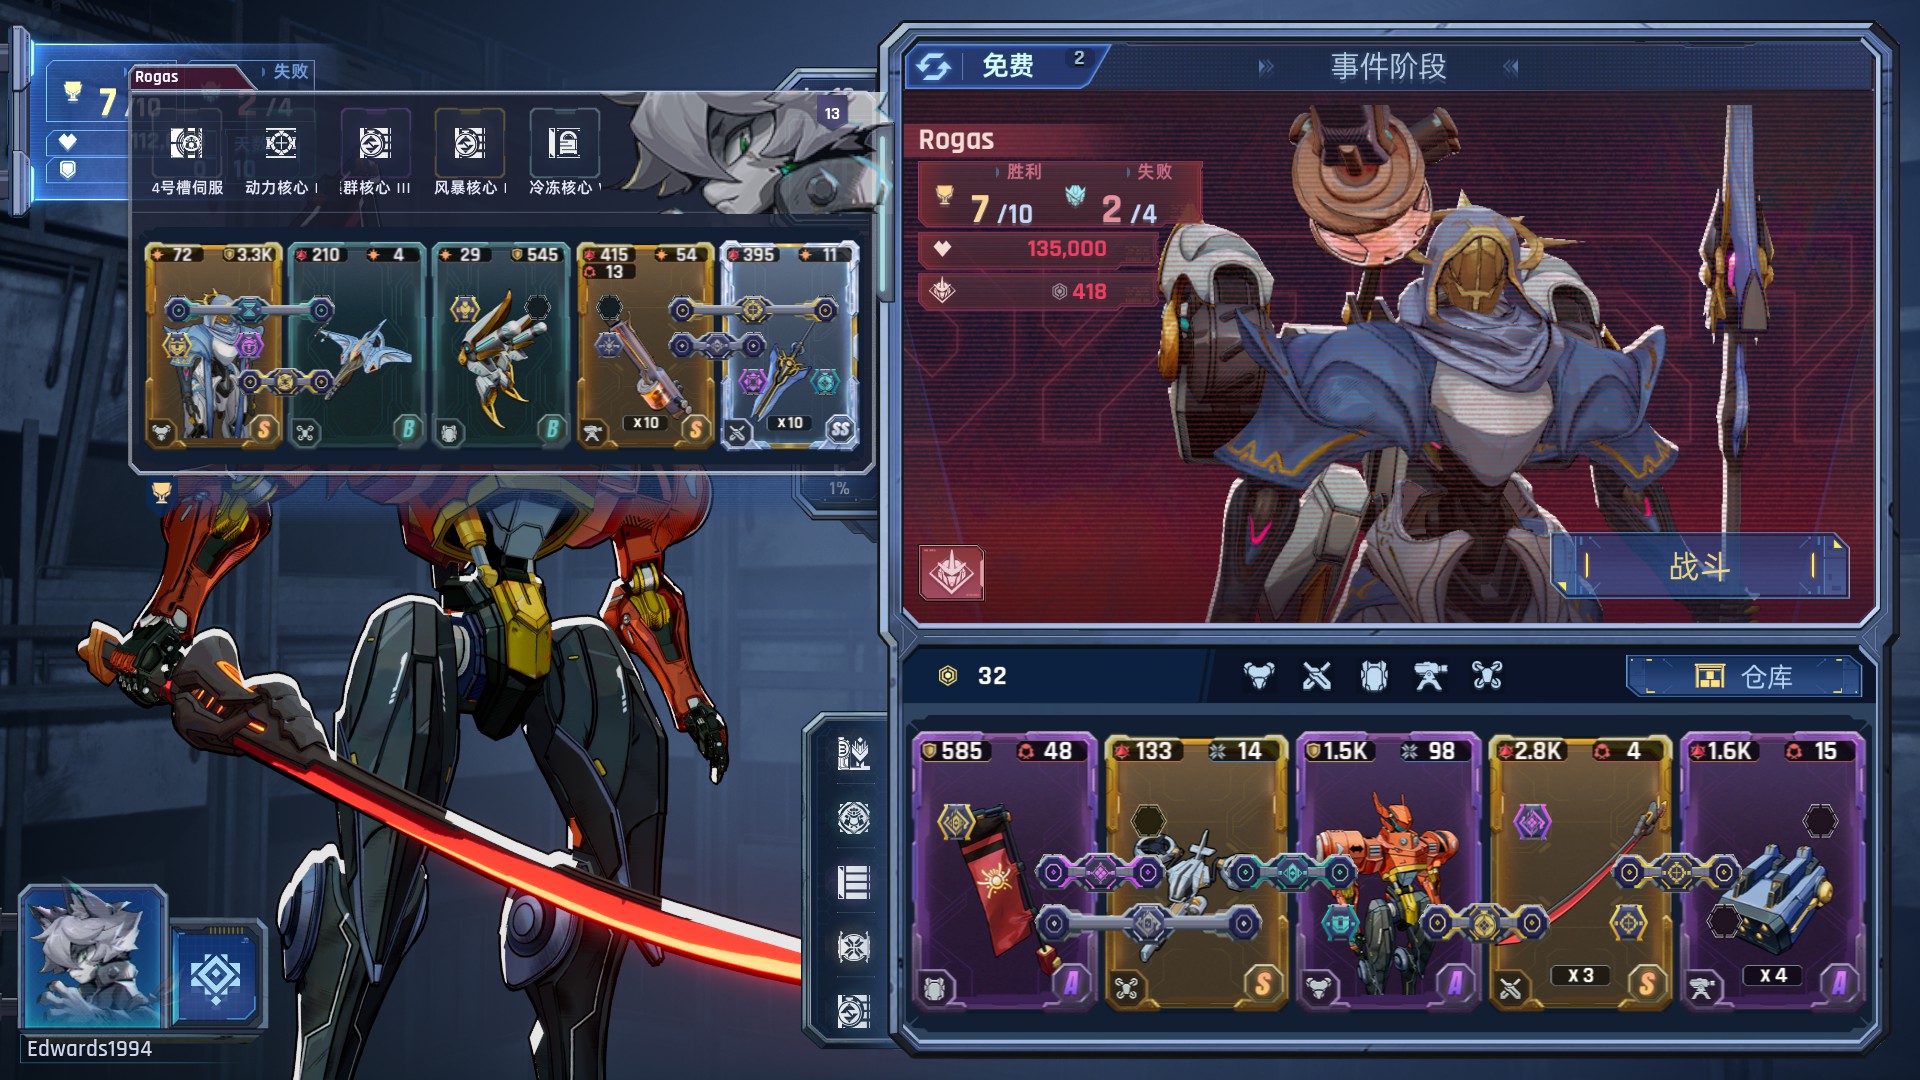 失败
7/10
2/4
Rogas
13
4号槽伺服
动力核心 I
群核心 III
风暴核心 I
冷冻核心
72
3.3K
210
4
29
545
415
54
13
395
11
S
B
B
x10
S
x10
SS
1%
免费
2
事件阶段
Rogas
胜利
失败
7/10
2/4
135,000
418
战斗
32
仓库
585
48
133
14
1.5K
98
2.8K
4
1.6K
15
A
S
A
x3
S
x4
A
Edwards1994